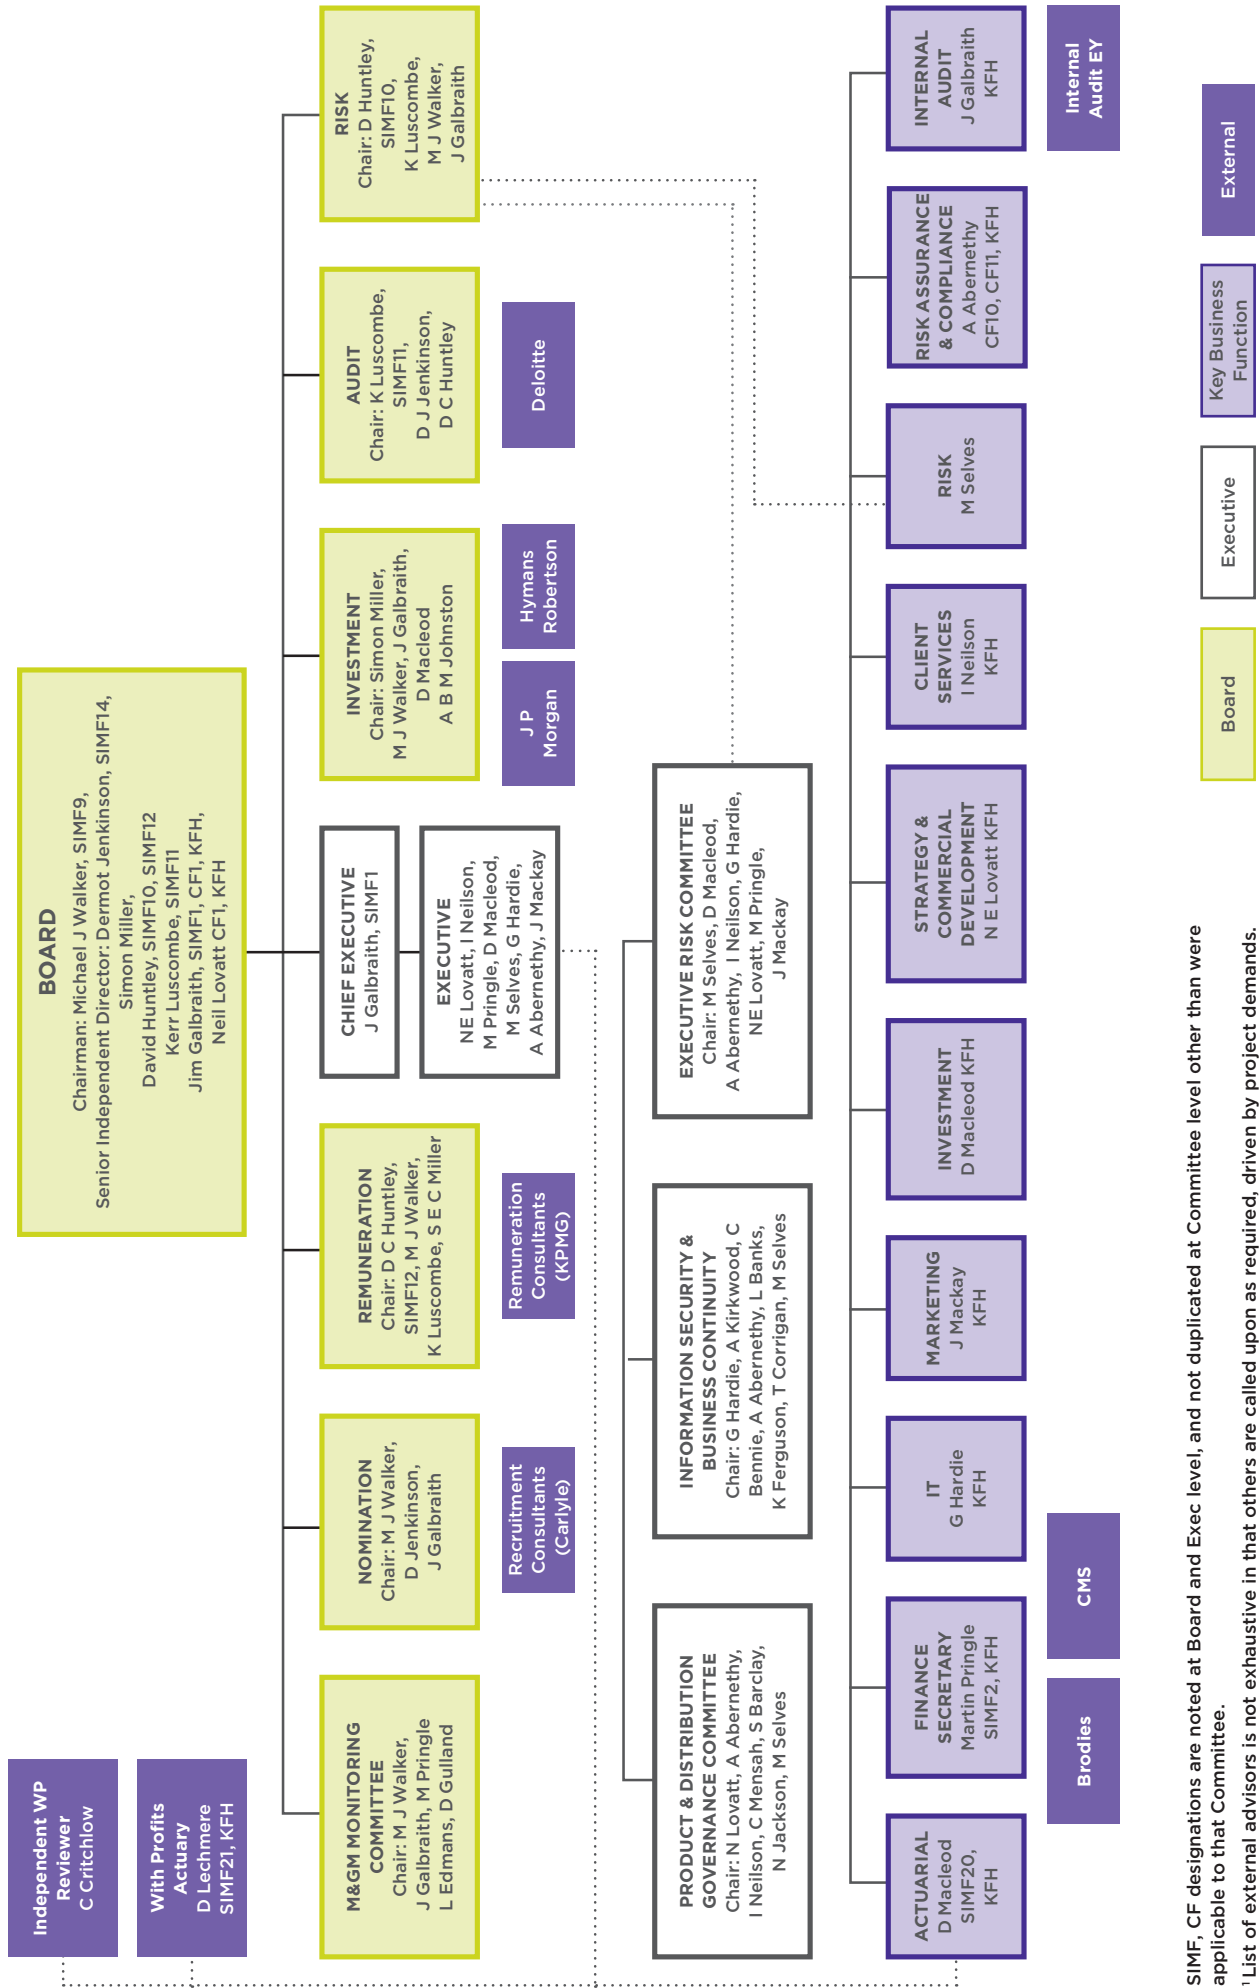 Independent WP
Reviewer
C Critchlow
With Profits
Actuary
D Lechmere
SIMF21, KFH
BOARD
Chairman: Michael J Walker, SIMF9,
Senior Independent Director: Dermot Jenkinson, SIMF14,
Simon Miller,
David Huntley, SIMF10, SIMF12
Kerr Luscombe, SIMF11
Jim Galbraith, SIMF1, CF1, KFH,
Neil Lovatt CF1, KFH
M&GM MONITORING
COMMITTEE
Chair: M J Walker,
J Galbraith, M Pringle
L Edmans, D Gulland
NOMINATION
Chair: M J Walker,
D Jenkinson,
J Galbraith
Recruitment
Consultants
(Carlyle)
REMUNERATION
Chair: D C Huntley,
SIMF12, M J Walker,
K Luscombe, S E C Miller
Remuneration
Consultants
(KPMG)
CHIEF EXECUTIVE
J Galbraith, SIMF1
EXECUTIVE
NE Lovatt, I Neilson,
M Pringle, D Macleod,
M Selves, G Hardie,
A Abernethy, J Mackay
INVESTMENT
Chair: Simon Miller,
M J Walker, J Galbraith,
D Macleod
A B M Johnston
J P
Morgan
Hymans
Robertson
AUDIT
Chair: K Luscombe,
SIMF11,
D J Jenkinson,
D C Huntley
Deloitte
RISK
Chair: D Huntley,
SIMF10,
K Luscombe,
M J Walker,
J Galbraith
PRODUCT & DISTRIBUTION
GOVERNANCE COMMITTEE
Chair: N Lovatt, A Abernethy,
I Neilson, C Mensah, S Barclay,
N Jackson, M Selves
INFORMATION SECURITY &
BUSINESS CONTINUITY
Chair: G Hardie, A Kirkwood, C
Bennie, A Abernethy, L Banks,
K Ferguson, T Corrigan, M Selves
EXECUTIVE RISK COMMITTEE
Chair: M Selves, D Macleod,
A Abernethy, I Neilson, G Hardie,
NE Lovatt, M Pringle,
J Mackay
ACTUARIAL
D Macleod
SIMF20,
KFH
FINANCE
SECRETARY
Martin Pringle
SIMF2, KFH
IT
G Hardie
KFH
MARKETING
J Mackay
KFH
INVESTMENT
D Macleod KFH
STRATEGY &
COMMERCIAL
DEVELOPMENT
N E Lovatt KFH
CLIENT
SERVICES
I Neilson
KFH
RISK
M Selves
RISK ASSURANCE
& COMPLIANCE
A Abernethy
CF10, CF11, KFH
INTERNAL
AUDIT
J Galbraith
KFH
Brodies
CMS
Internal
Audit EY
SIMF, CF designations are noted at Board and Exec level, and not duplicated at Committee level other than were
applicable to that Committee.
¹ List of external advisors is not exhaustive in that others are called upon as required, driven by project demands.
Board
Executive
Key Business
Function
External